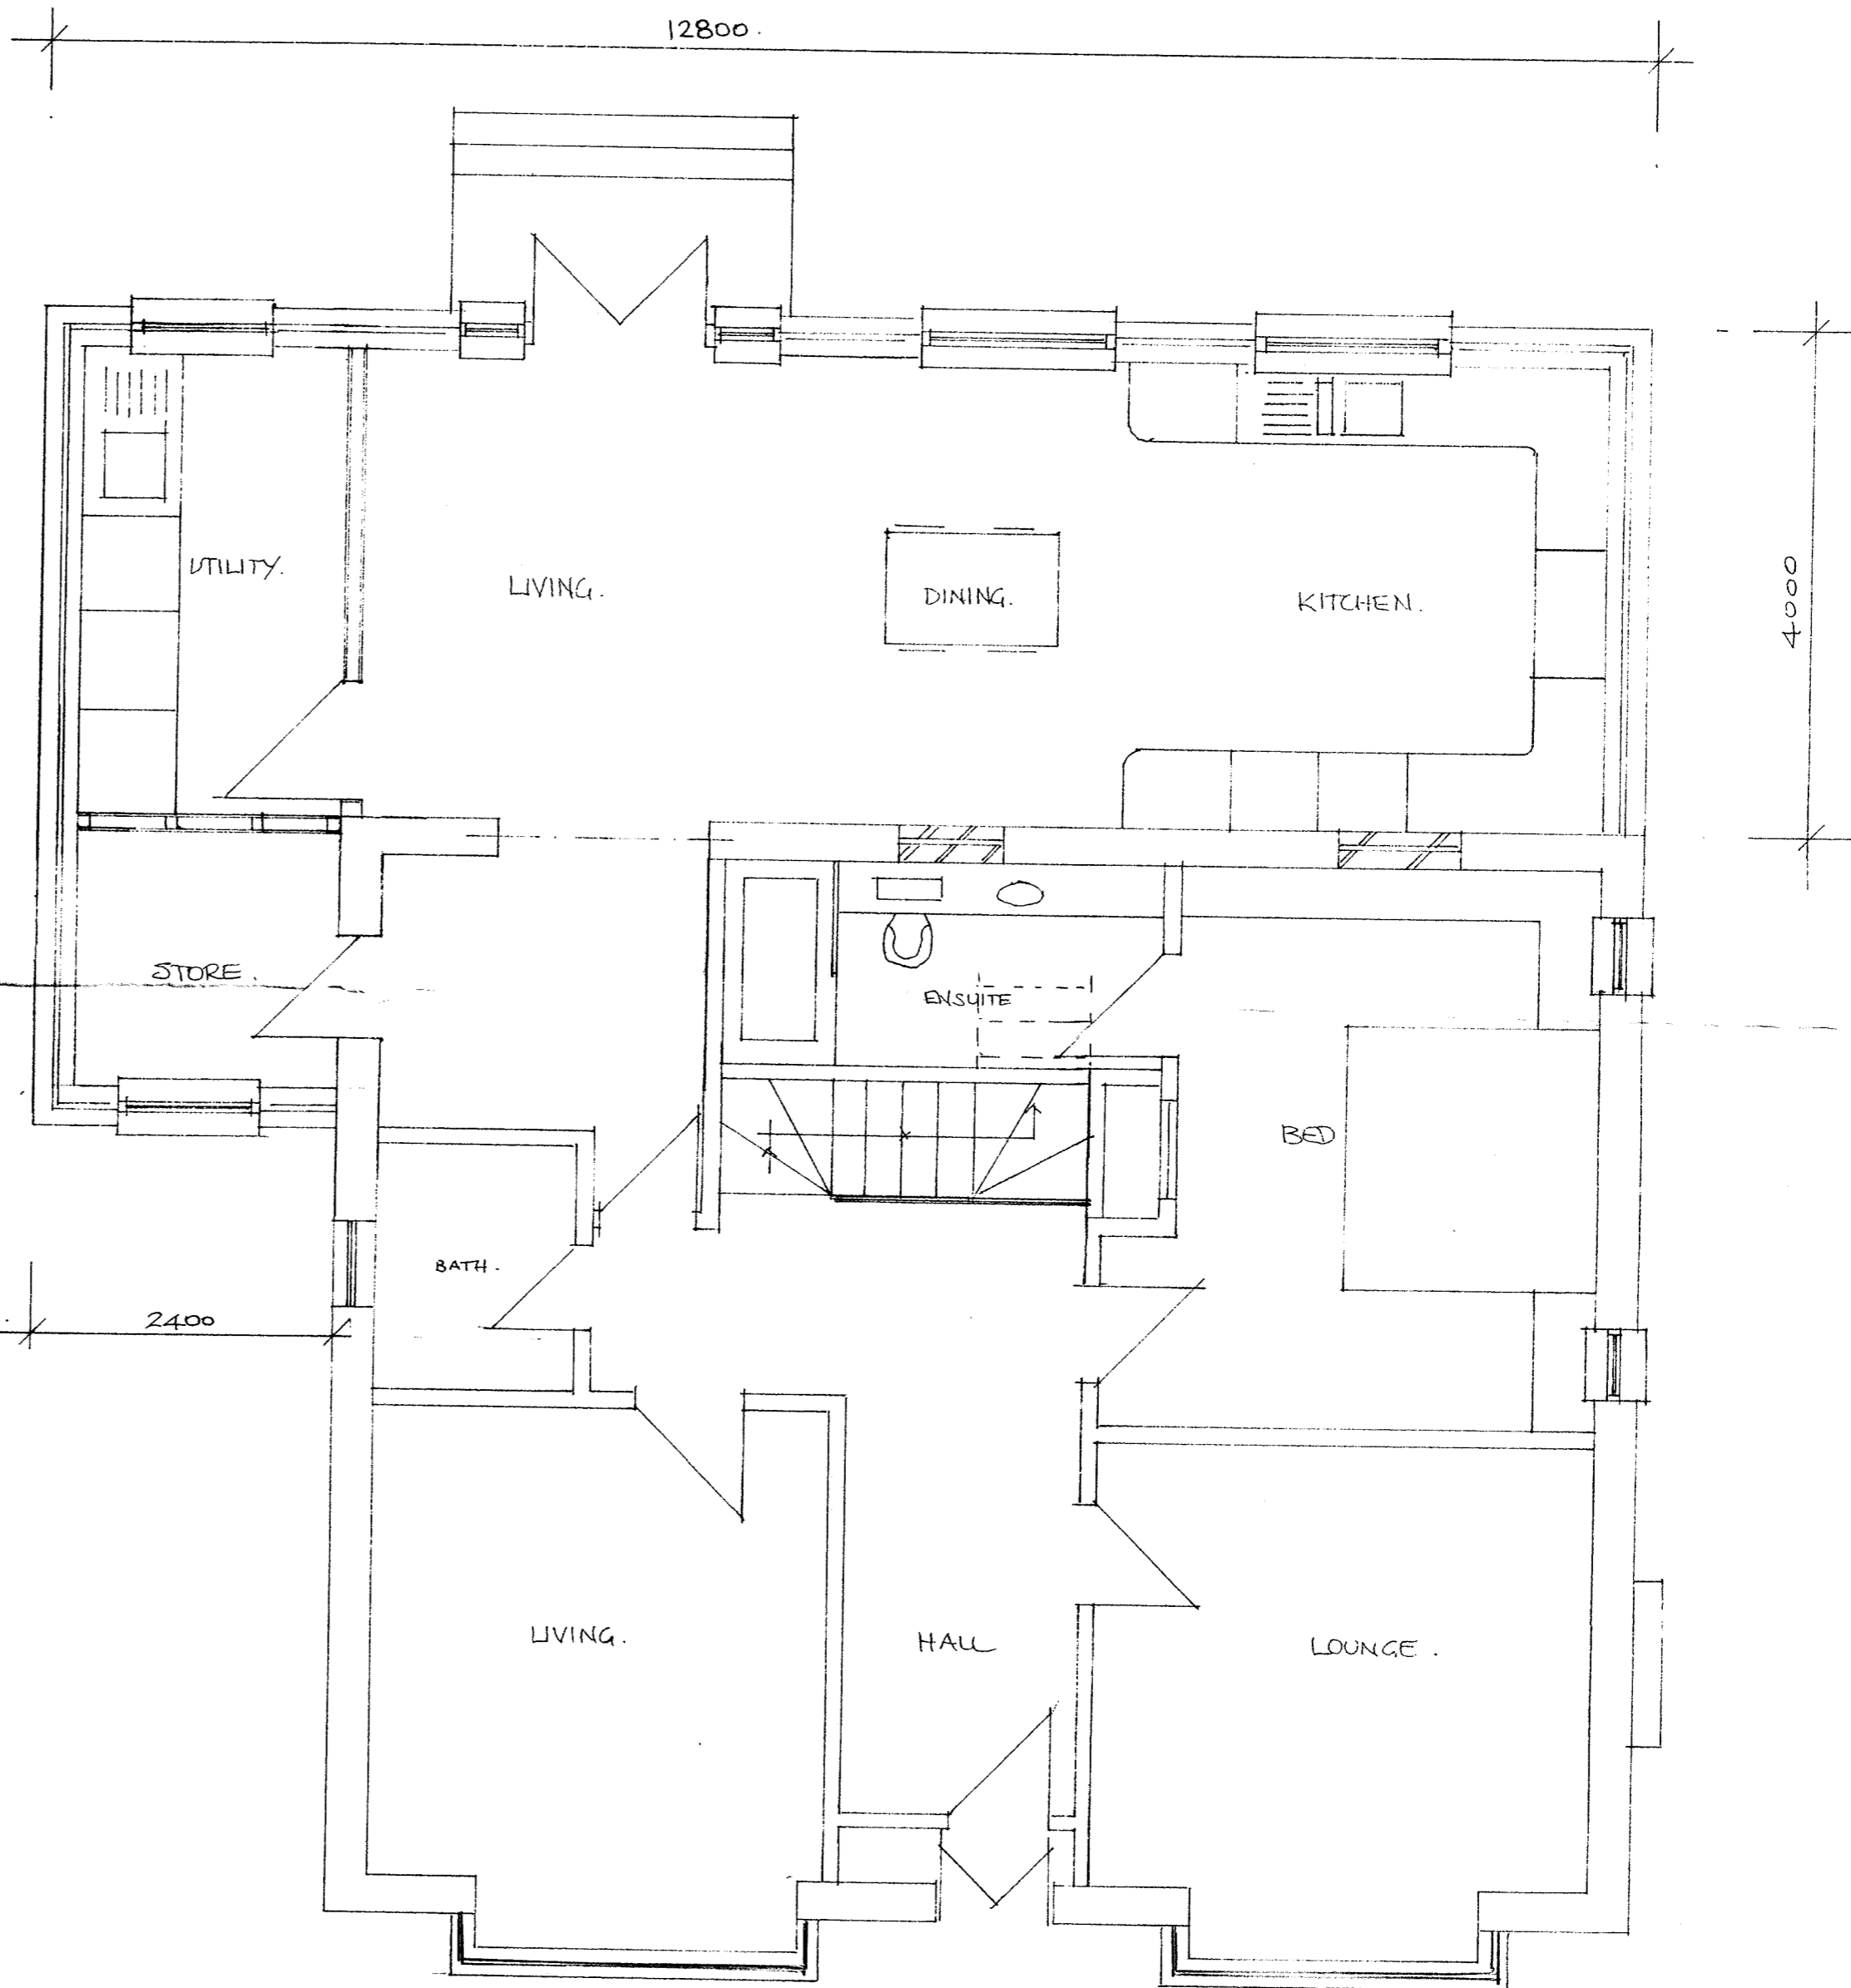 12800.
UTILITY.
LIVING.
DINING.
KITCHEN.
4000
STORE.
ENSUITE
BED
BATH.
2400
LIVING.
HALL
LOUNGE.